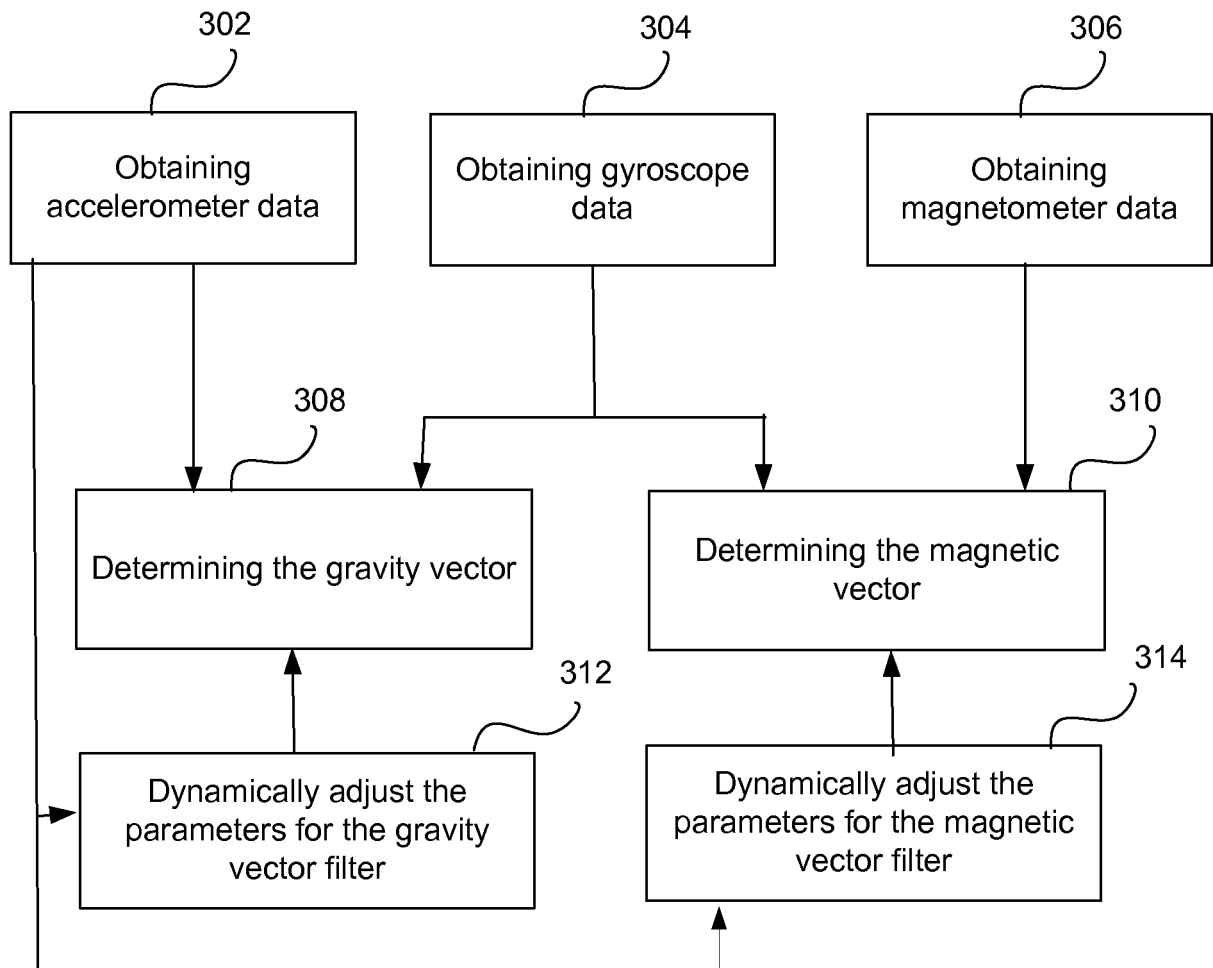 302
304
306
Obtaining
accelerometer data
Obtaining gyroscope
data
Obtaining
magnetometer data
308
310
Determining the gravity vector
Determining the magnetic
vector
312
314
Dynamically adjust the
parameters for the gravity
vector filter
Dynamically adjust the
parameters for the magnetic
vector filter